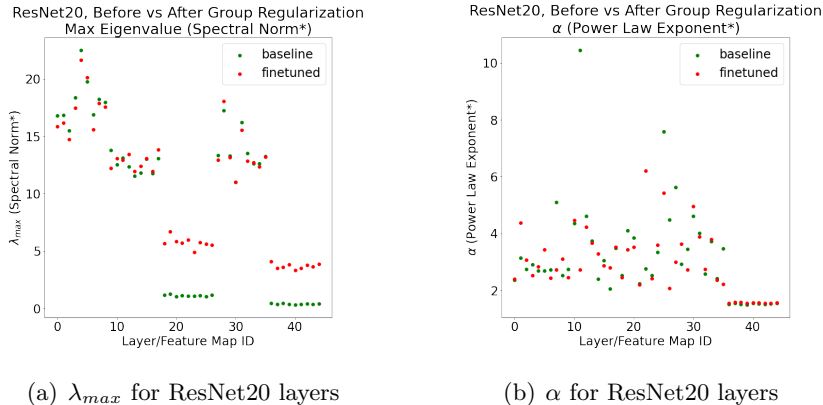 ResNet20, Before vs After Group Regularization
Max Eigenvalue (Spectral Norm*)
baseline
finetuned
λmax (Spectral Norm*)
20
15
10
5
0
0 10 20 30 40
Layer/Feature Map ID
(a) λmax for ResNet20 layers
ResNet20, Before vs After Group Regularization
α (Power Law Exponent*)
baseline
finetuned
α (Power Law Exponent*)
10
8
6
4
2
0 10 20 30 40
Layer/Feature Map ID
(b) α for ResNet20 layers